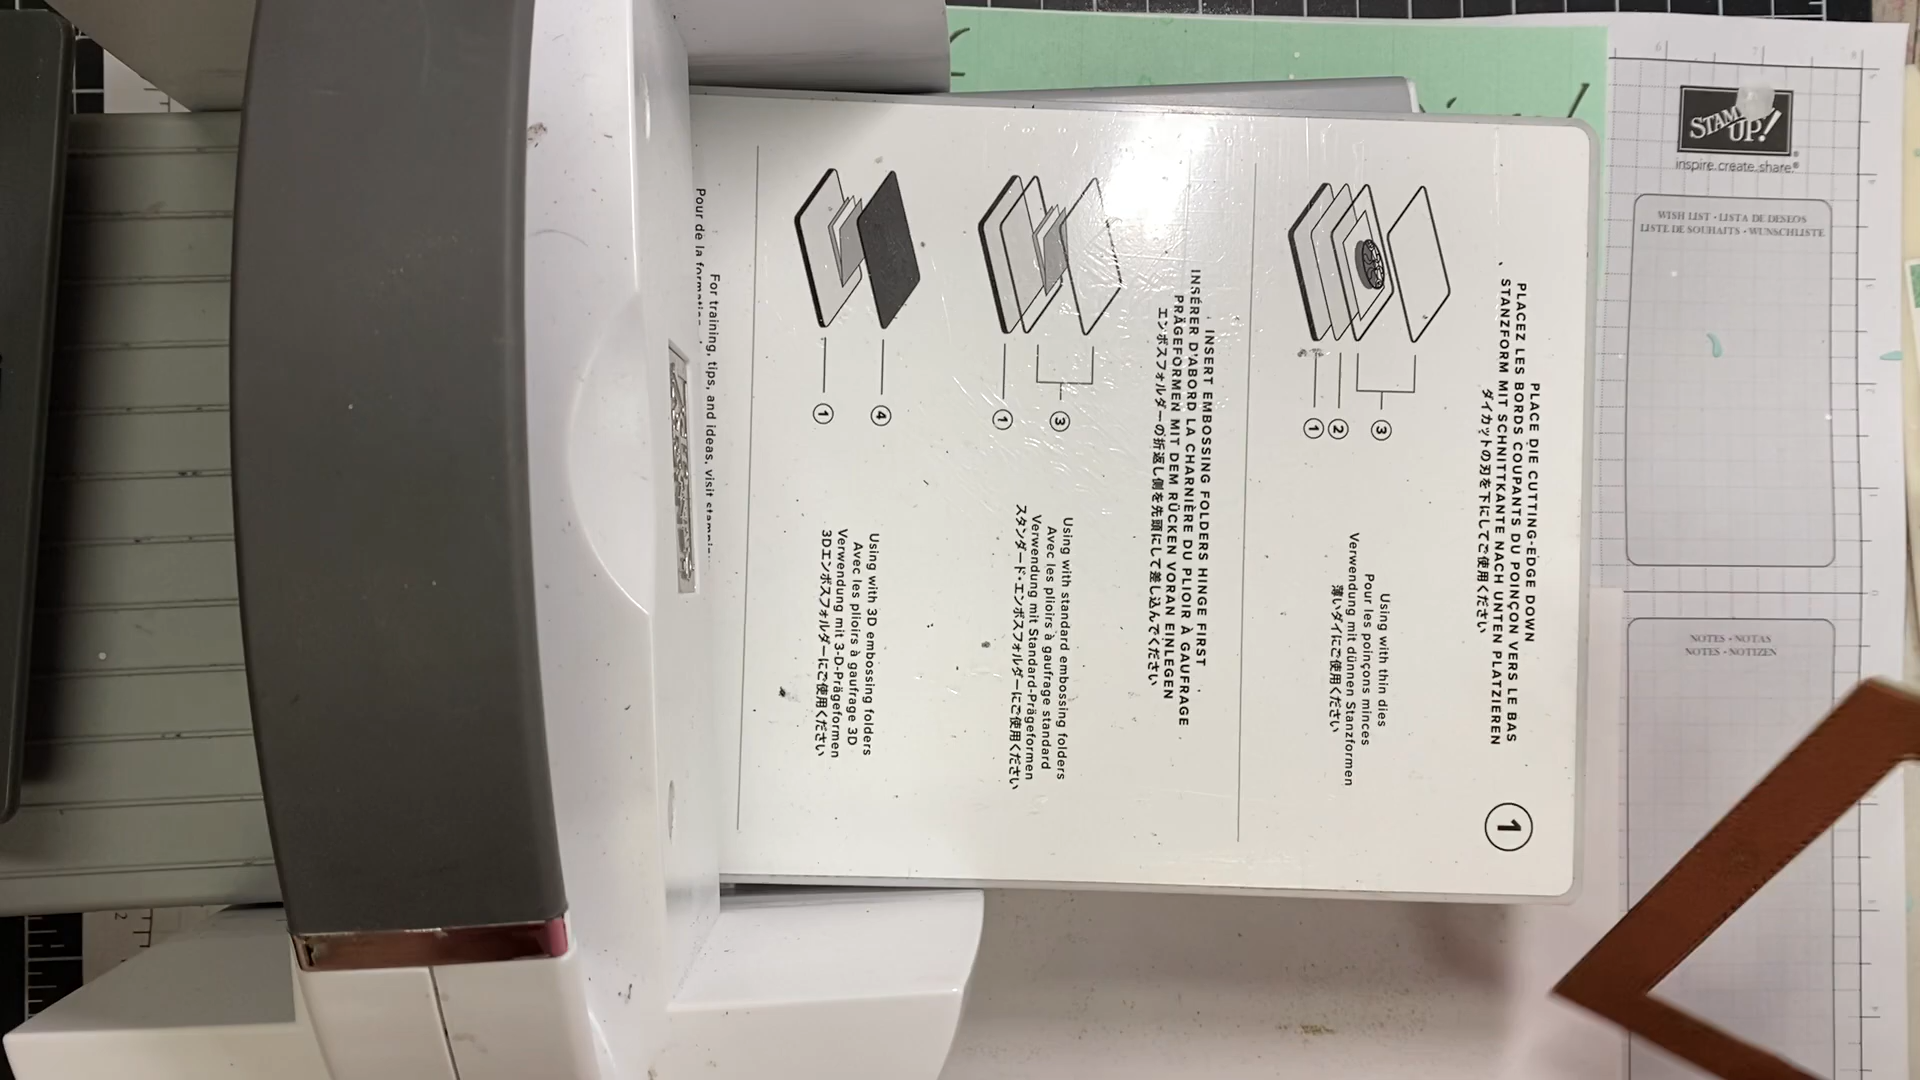 PLACE DIE CUTTING-EDGE DOWN
PLACEZ LES BORDS COUPANTS DU POINÇON VERS LE BAS
STANZFORM MIT SCHNITTKANTE NACH UNTEN PLATZIEREN
ダイカットの刃を下にしてご使用ください
1
3
2
1
Using with thin dies
Pour les poinçons minces
Verwendung mit dünnen Stanzformen
薄いダイにご使用ください
INSERT EMBOSSING FOLDERS HINGE FIRST
INSÉRER D'ABORD LA CHARNIÈRE DU PLIOIR À GAUFRAGE
PRÄGEFORMEN MIT DEM RÜCKEN VORAN EINLEGEN
エンボスフォルダーの折返し側を先頭にして差し込んでください
3
1
Using with standard embossing folders
Avec les plioirs à gaufrage standard
Verwendung mit Standard-Prägeformen
スタンダード・エンボスフォルダーにご使用ください
4
1
Using with 3D embossing folders
Avec les plioirs à gaufrage 3D
Verwendung mit 3-D-Prägeformen
3Dエンボスフォルダーにご使用ください
For training, tips, and ideas, visit
Pour de la
STAMPIN' UP!
inspire.create.share.®
WISH LIST • LISTA DE DESEOS
LISTE DE SOUHAITS • WUNSCHLISTE
NOTES • NOTAS
NOTES • NOTIZEN
6 7 8
2